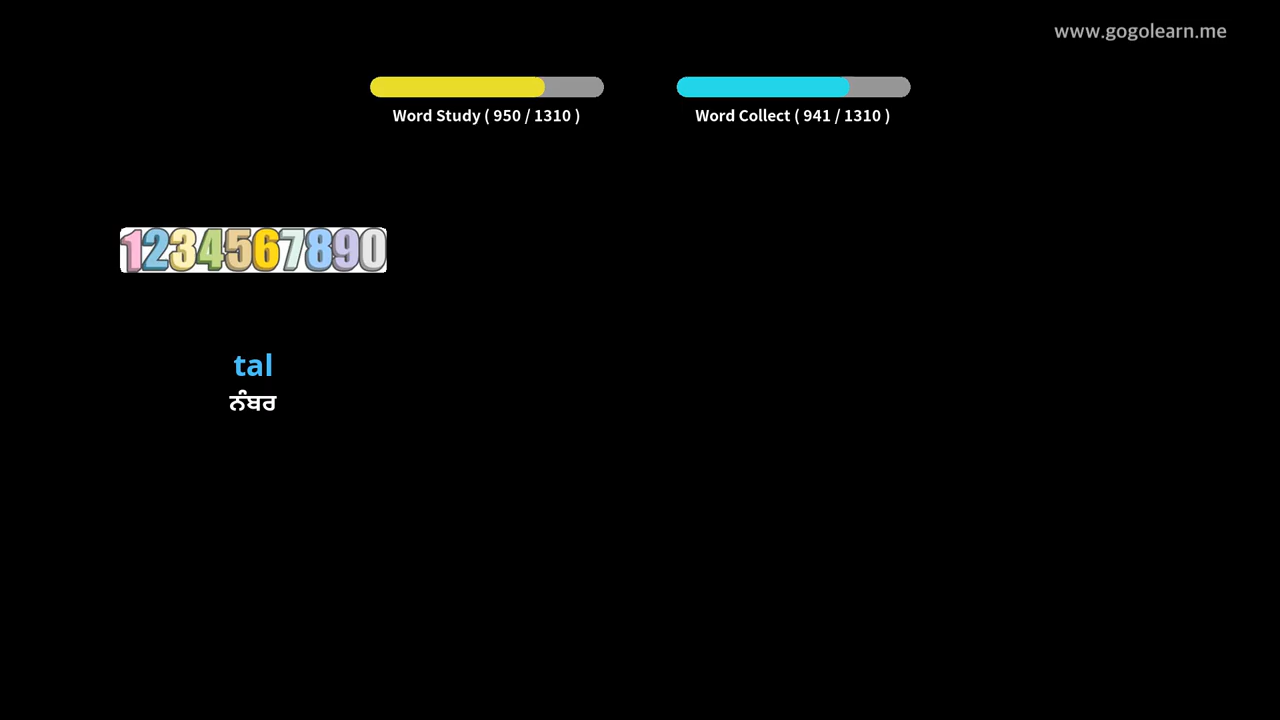 www.gogolearn.me
Word Study ( 950 / 1310 )
Word Collect ( 941 / 1310 )
1234567890
tal
ਨੰਬਰ